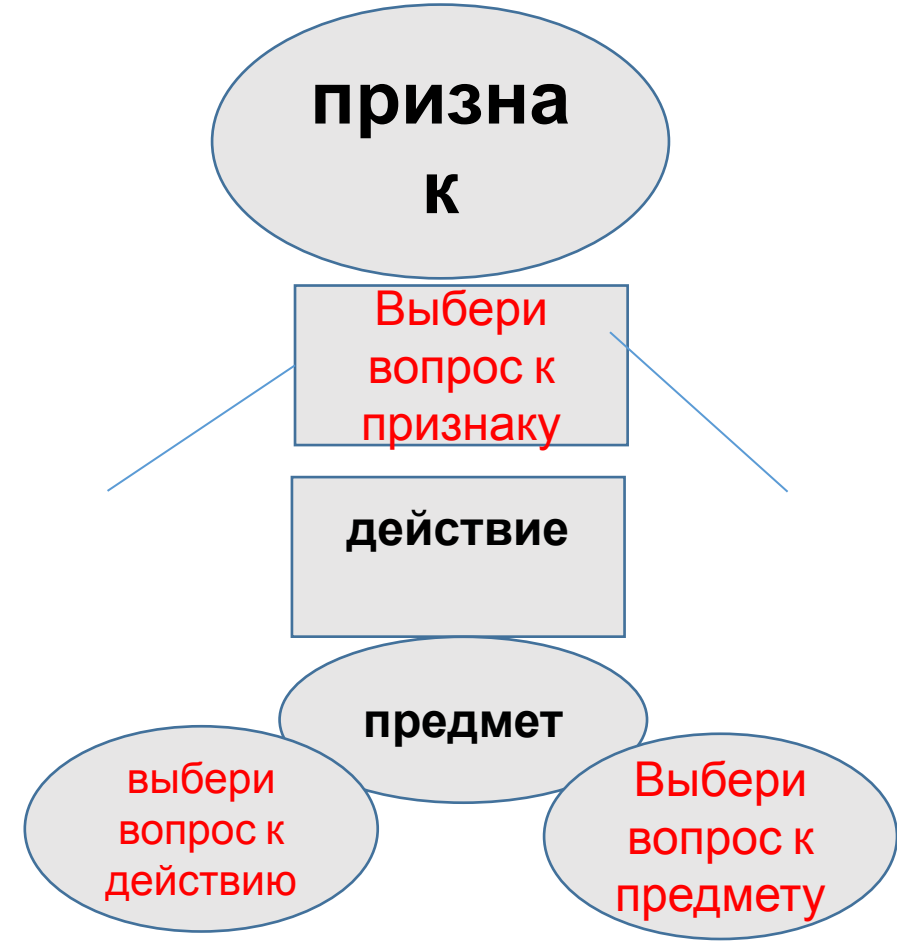 призна
к
Выбери
вопрос к
признаку
действие
предмет
выбери
вопрос к
действию
Выбери
вопрос к
предмету